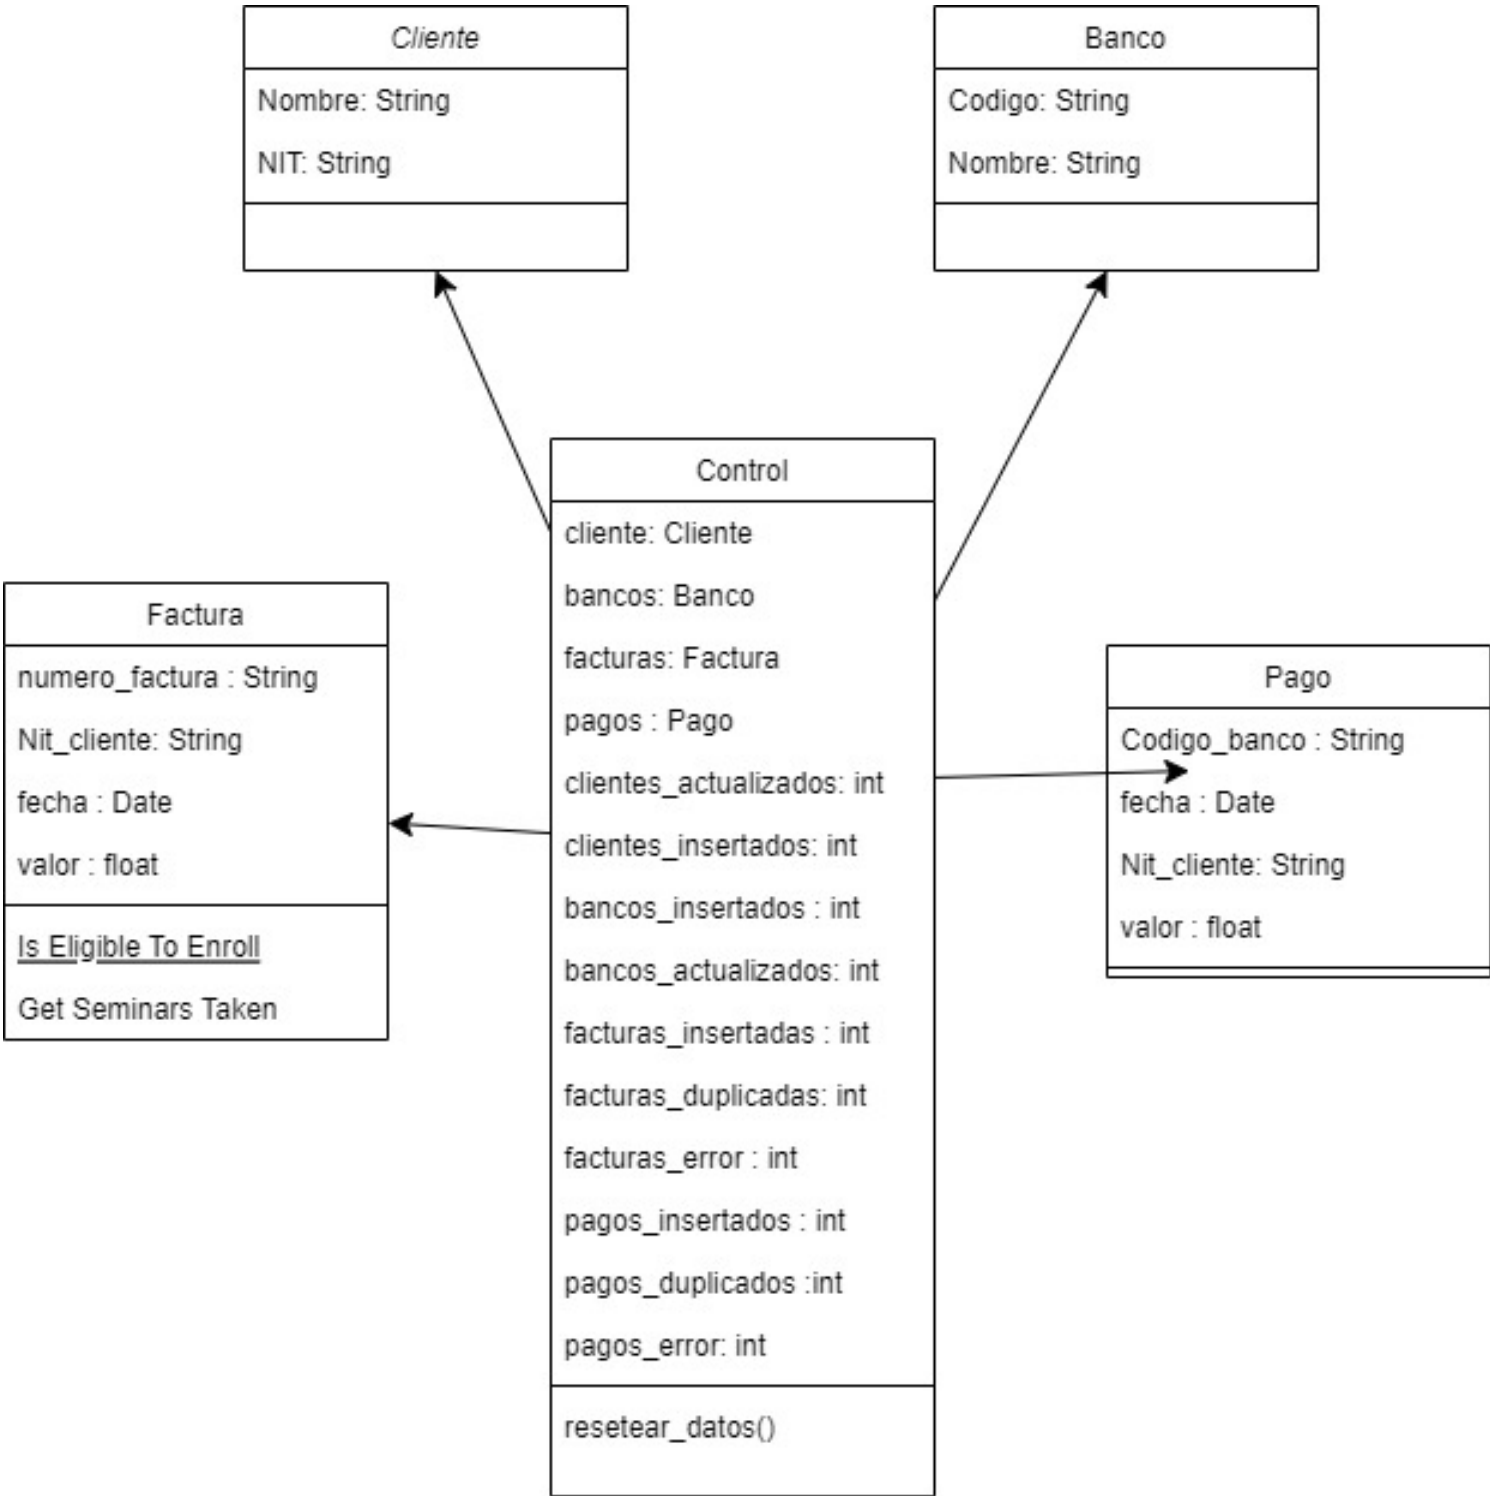 Cliente
Nombre: String
NIT: String
Banco
Codigo: String
Nombre: String
Control
cliente: Cliente
bancos: Banco
facturas: Factura
pagos : Pago
clientes_actualizados: int
clientes_insertados: int
bancos_insertados : int
bancos_actualizados: int
facturas_insertadas : int
facturas_duplicadas: int
facturas_error : int
pagos_insertados : int
pagos_duplicados :int
pagos_error: int
resetear_datos()
Factura
numero_factura : String
Nit_cliente: String
fecha : Date
valor : float
Is Eligible To Enroll
Get Seminars Taken
Pago
Codigo_banco : String
fecha : Date
Nit_cliente: String
valor : float